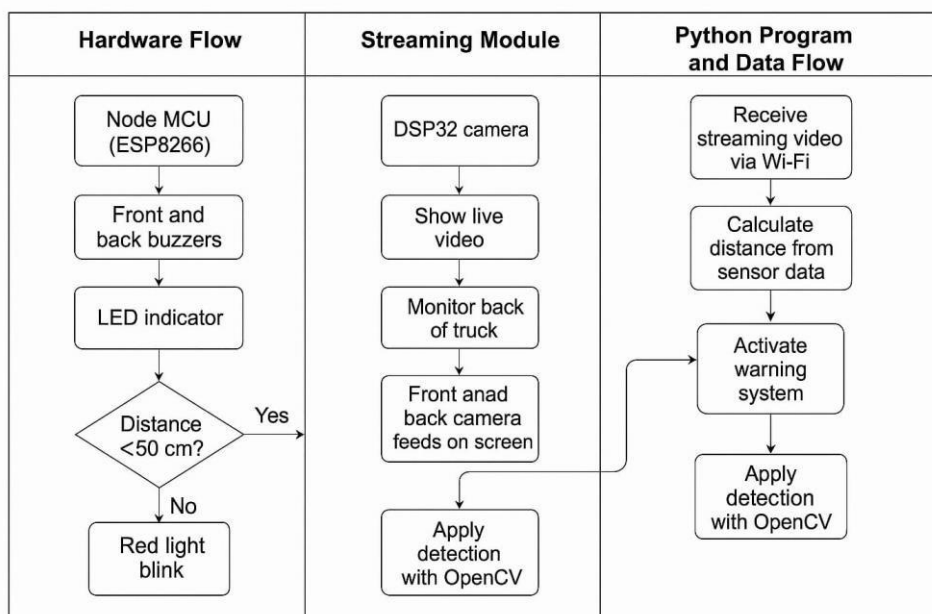 Hardware Flow
Node MCU
(ESP8266)
Front and
back buzzers
LED indicator
Distance
<50 cm?
Yes
No
Red light
blink
Streaming Module
DSP32 camera
Show live
video
Monitor back
of truck
Front anad
back camera
feeds on screen
Apply
detection
with OpenCV
Python Program
and Data Flow
Receive
streaming video
via Wi-Fi
Calculate
distance from
sensor data
Activate
warning
system
Apply
detection
with OpenCV